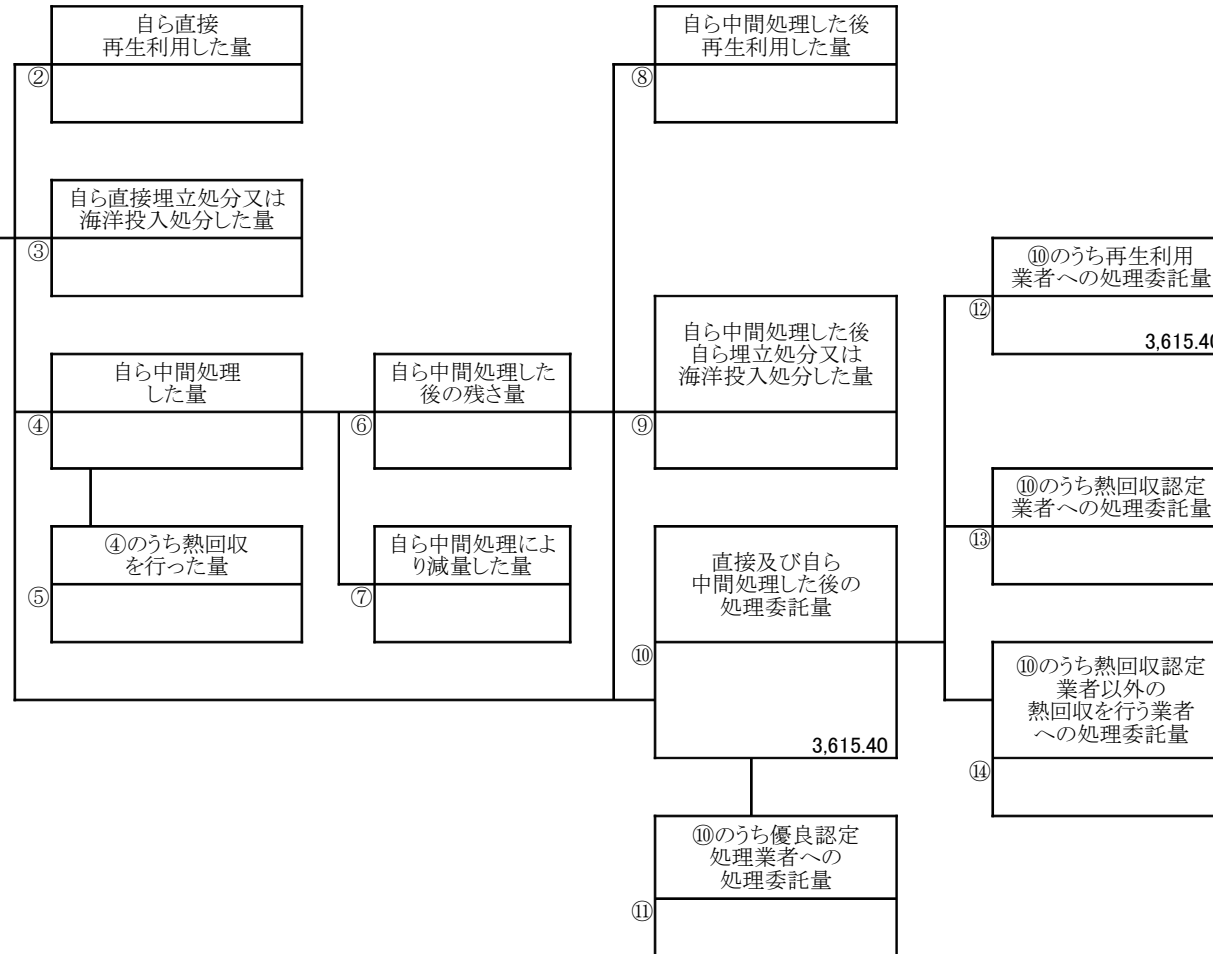 自ら直接
再生利用した量
②
自ら直接埋立処分又は
海洋投入処分した量
③
自ら中間処理
した量
④
④のうち熱回収
を行った量
⑤
自ら中間処理した
後の残さ量
⑥
自ら中間処理によ
り減量した量
⑦
自ら中間処理した後
再生利用した量
⑧
自ら中間処理した後
自ら埋立処分又は
海洋投入処分した量
⑨
直接及び自ら
中間処理した後の
処理委託量
⑩
3,615.40
⑩のうち優良認定
処理業者への
処理委託量
⑪
⑩のうち再生利用
業者への処理委託量
⑫
3,615.40
⑩のうち熱回収認定
業者への処理委託量
⑬
⑩のうち熱回収認定
業者以外の
熱回収を行う業者
への処理委託量
⑭